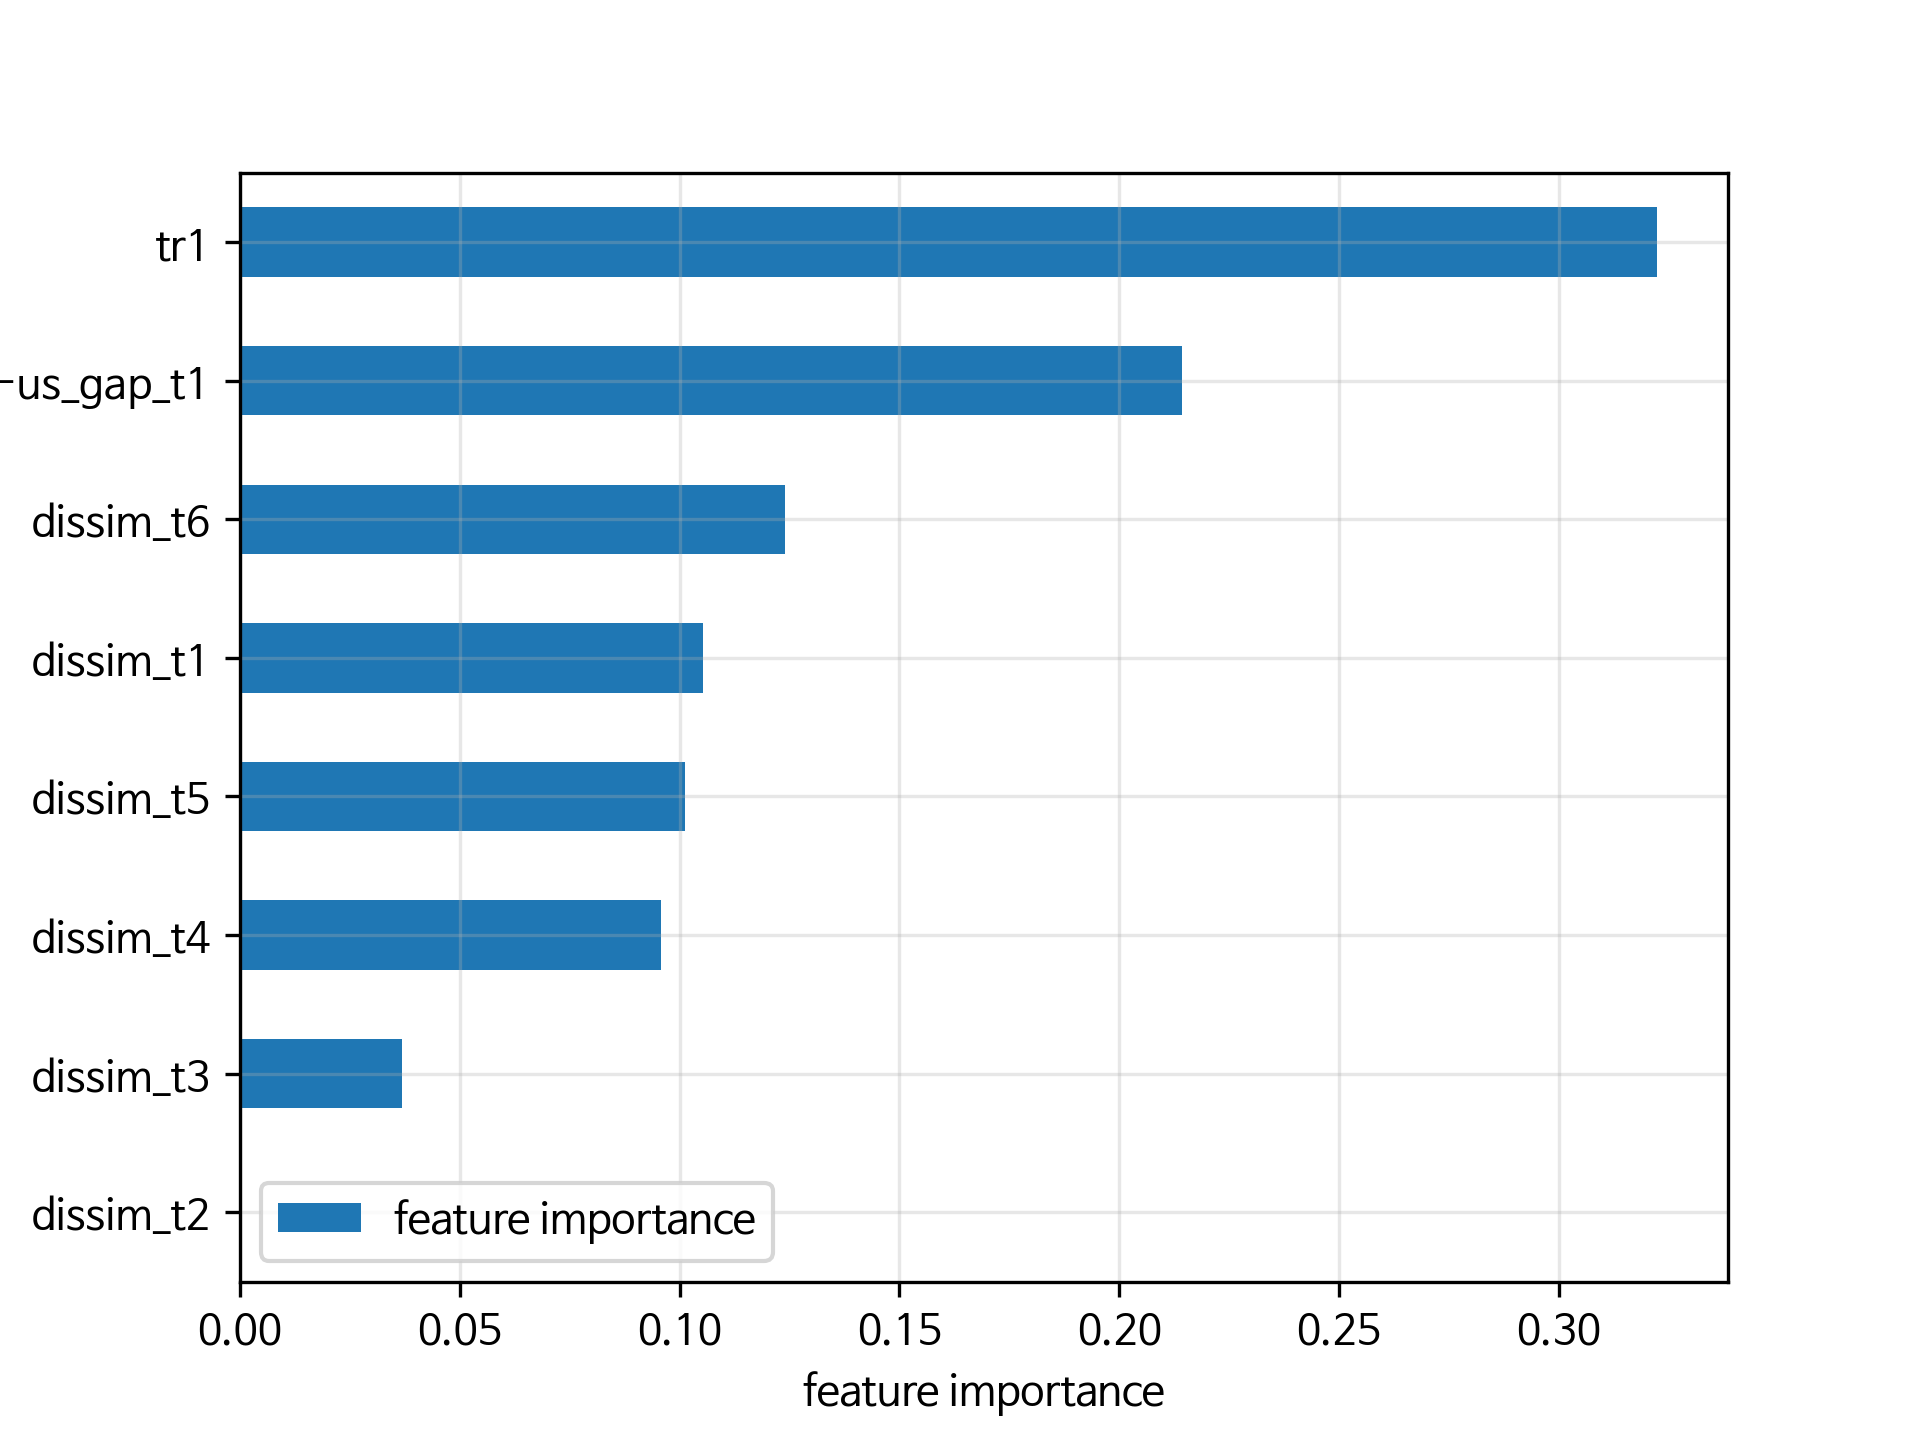 tr1
-us_gap_t1
dissim_t6
dissim_t1
dissim_t5
dissim_t4
dissim_t3
dissim_t2
feature importance
0.00 0.05 0.10 0.15 0.20 0.25 0.30
feature importance